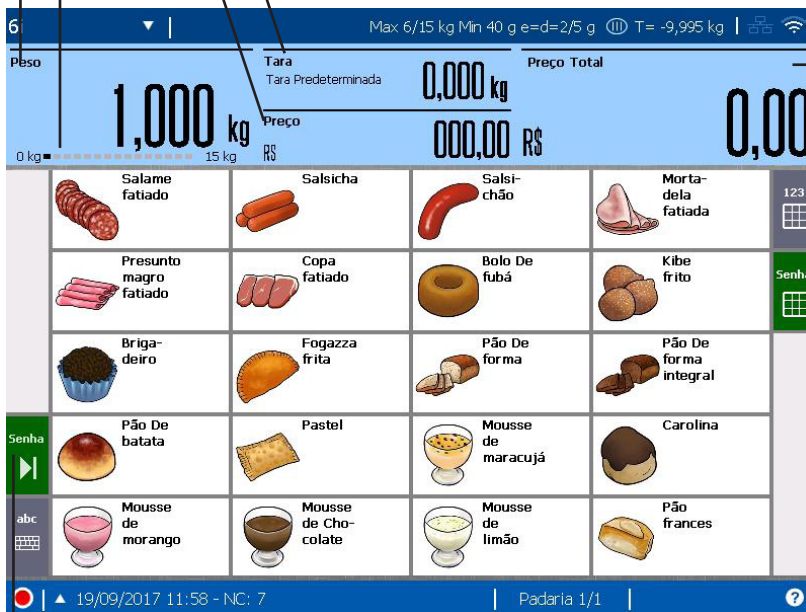 6i Max 6/15 kg Min 40 g e=d=2/5 g III T= -9,995 kg
Peso
1,000 kg
0 kg 15 kg
Tara
Tara Predeterminada
0,000 kg
Preço
R$
000,00 R$
Preço Total
0,00
Salame
fatiado
Salsicha
Salsi-
chão
Morta-
dela
fatiada
123
Presunto
magro
fatiado
Copa
fatiado
Bolo De
fubá
Kibe
frito
Senha
Briga-
deiro
Fogazza
frita
Pão De
forma
Pão De
forma
integral
Senha
Pão De
batata
Pastel
Mousse
de
maracujá
Carolina
abc
Mousse
de
morango
Mousse
de Cho-
colate
Mousse
de
limão
Pão
frances
19/09/2017 11:58 - NC: 7
Padaria 1/1
?